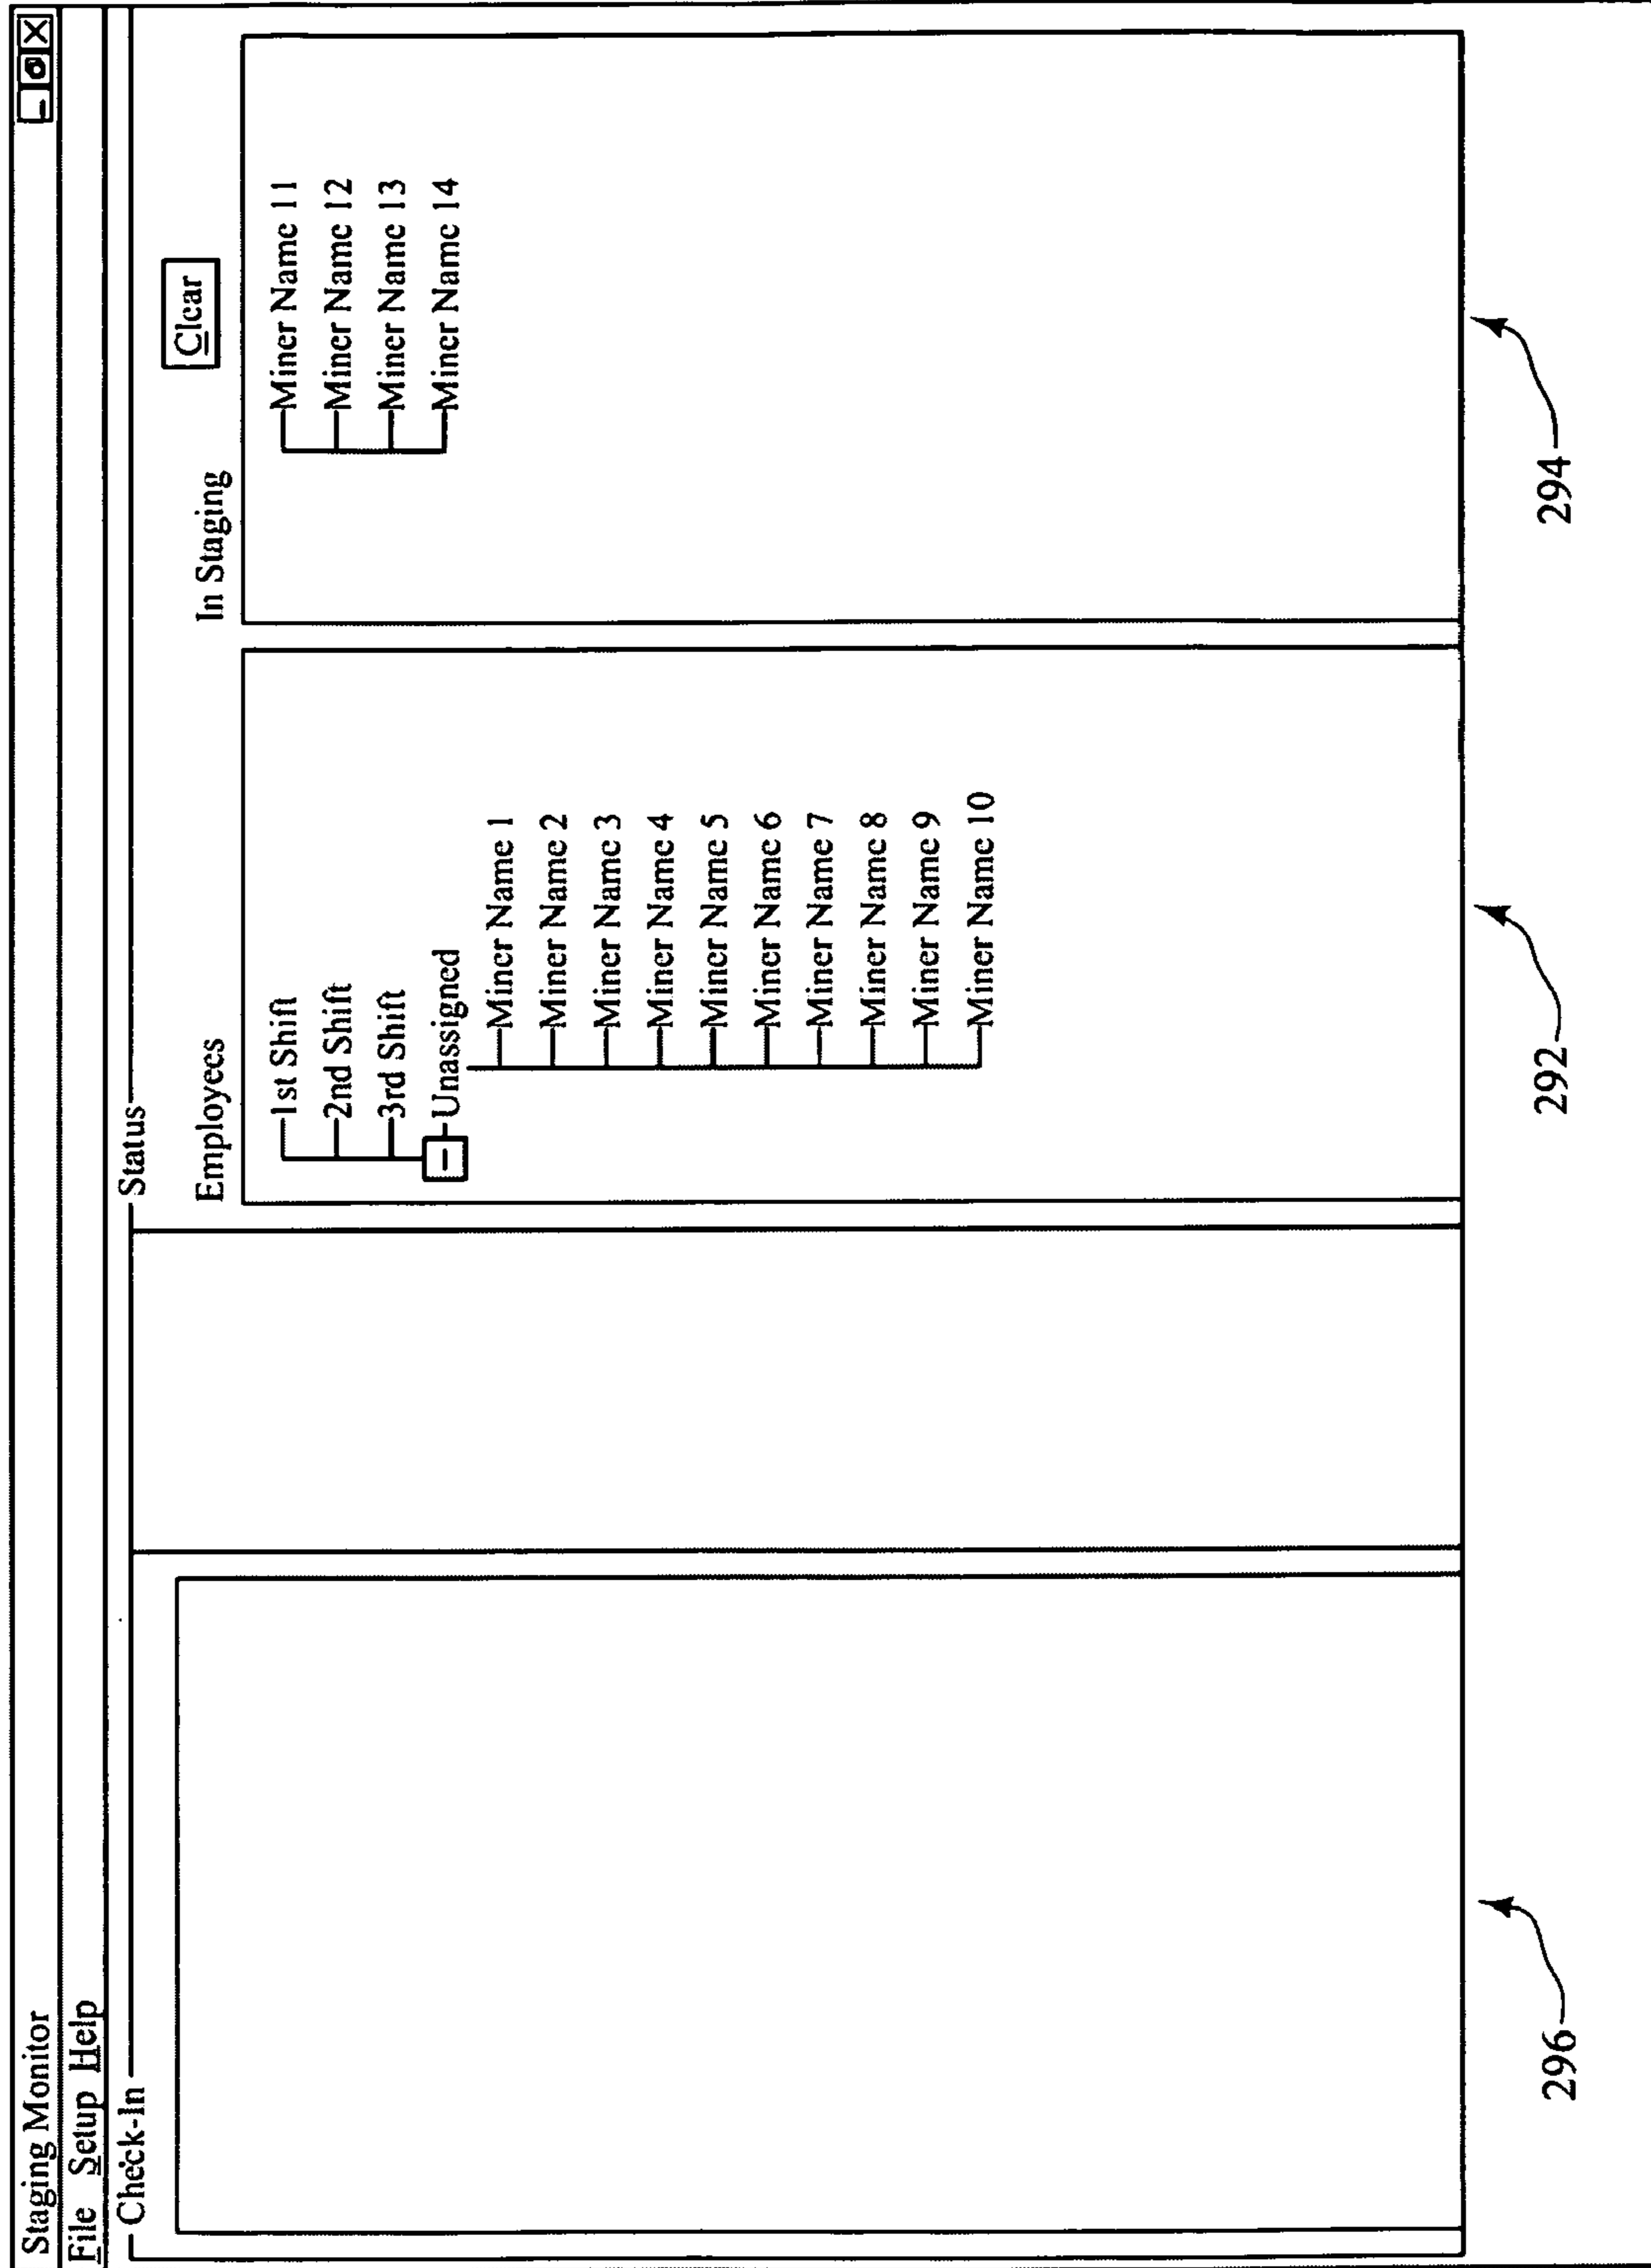 Staging Monitor
File Setup Help
Check-In
Status
Employees
1st Shift
2nd Shift
3rd Shift
Unassigned
Miner Name 1
Miner Name 2
Miner Name 3
Miner Name 4
Miner Name 5
Miner Name 6
Miner Name 7
Miner Name 8
Miner Name 9
Miner Name 10
In Staging
Clear
Miner Name 11
Miner Name 12
Miner Name 13
Miner Name 14
296
292
294